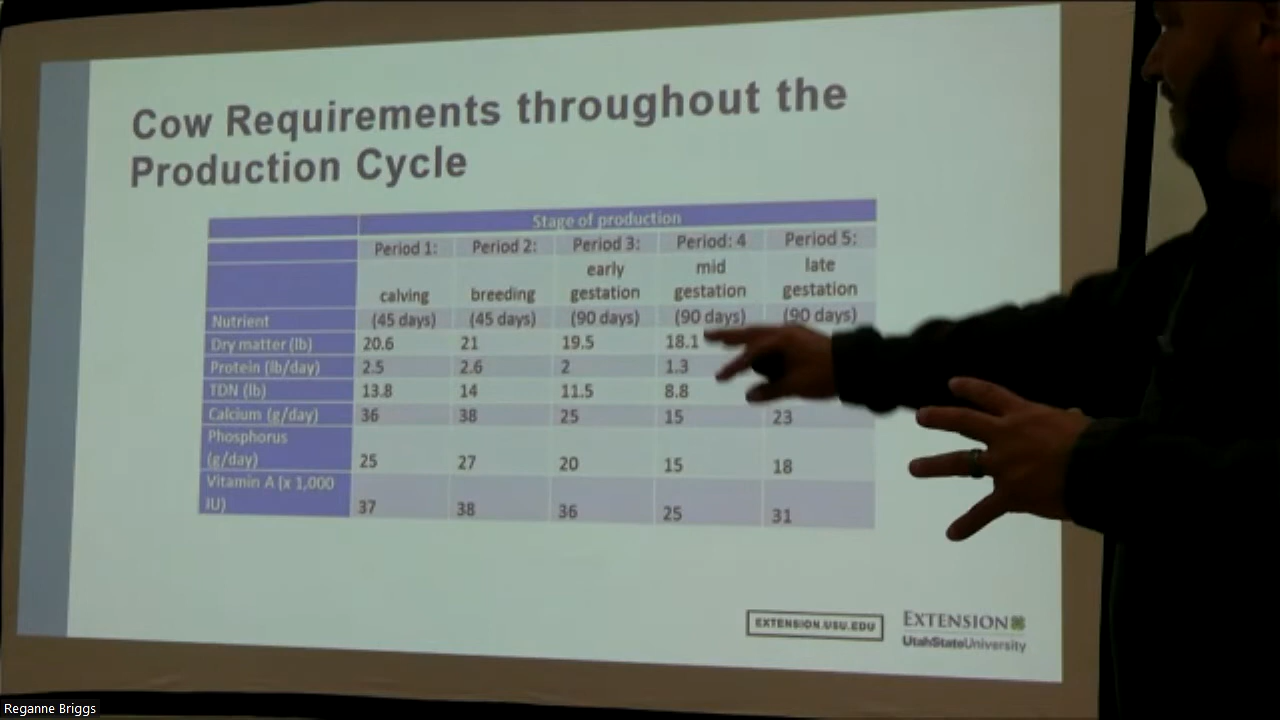 Cow Requirements throughout the
Production Cycle
Stage of production
Period 1: Period 2: Period 3: Period: 4 Period 5:
early mid late
calving breeding gestation gestation gestation
Nutrient (45 days) (45 days) (90 days) (90 days) (90 days)
Dry matter (lb) 20.6 21 19.5 18.1
Protein (lb/day) 2.5 2.6 2 1.3
TDN (lb) 13.8 14 11.5 8.8
Calcium (g/day) 36 38 25 15 23
Phosphorus
(g/day) 25 27 20 15 18
Vitamin A (x 1,000
IU) 37 38 36 25 31
EXTENSION.USU.EDU
EXTENSION
UtahStateUniversity
Reganne Briggs